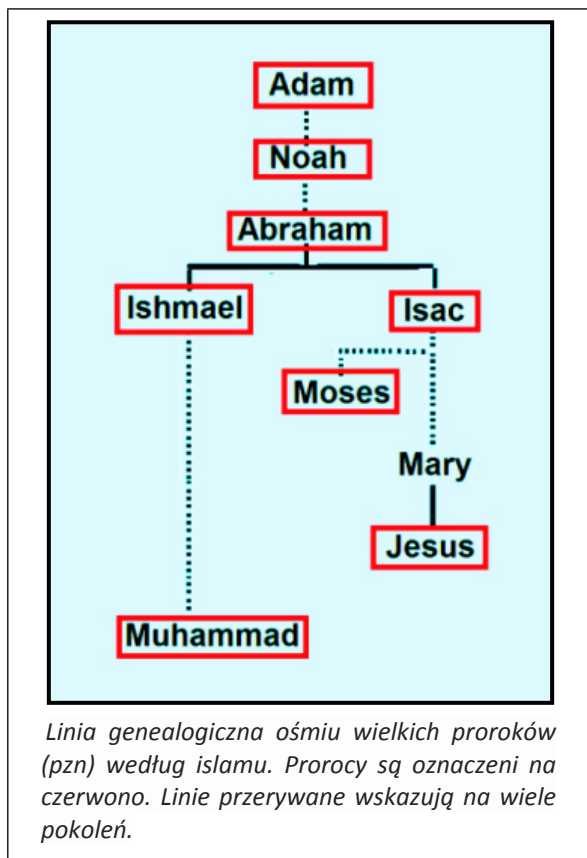 Adam
Noah
Abraham
Ishmael
Isac
Moses
Mary
Jesus
Muhammad
Linia genealogiczna ośmiu wielkich proroków
(pzn) według islamu. Prorocy są oznaczeni na
czerwono. Linie przerywane wskazują na wiele
pokoleń.